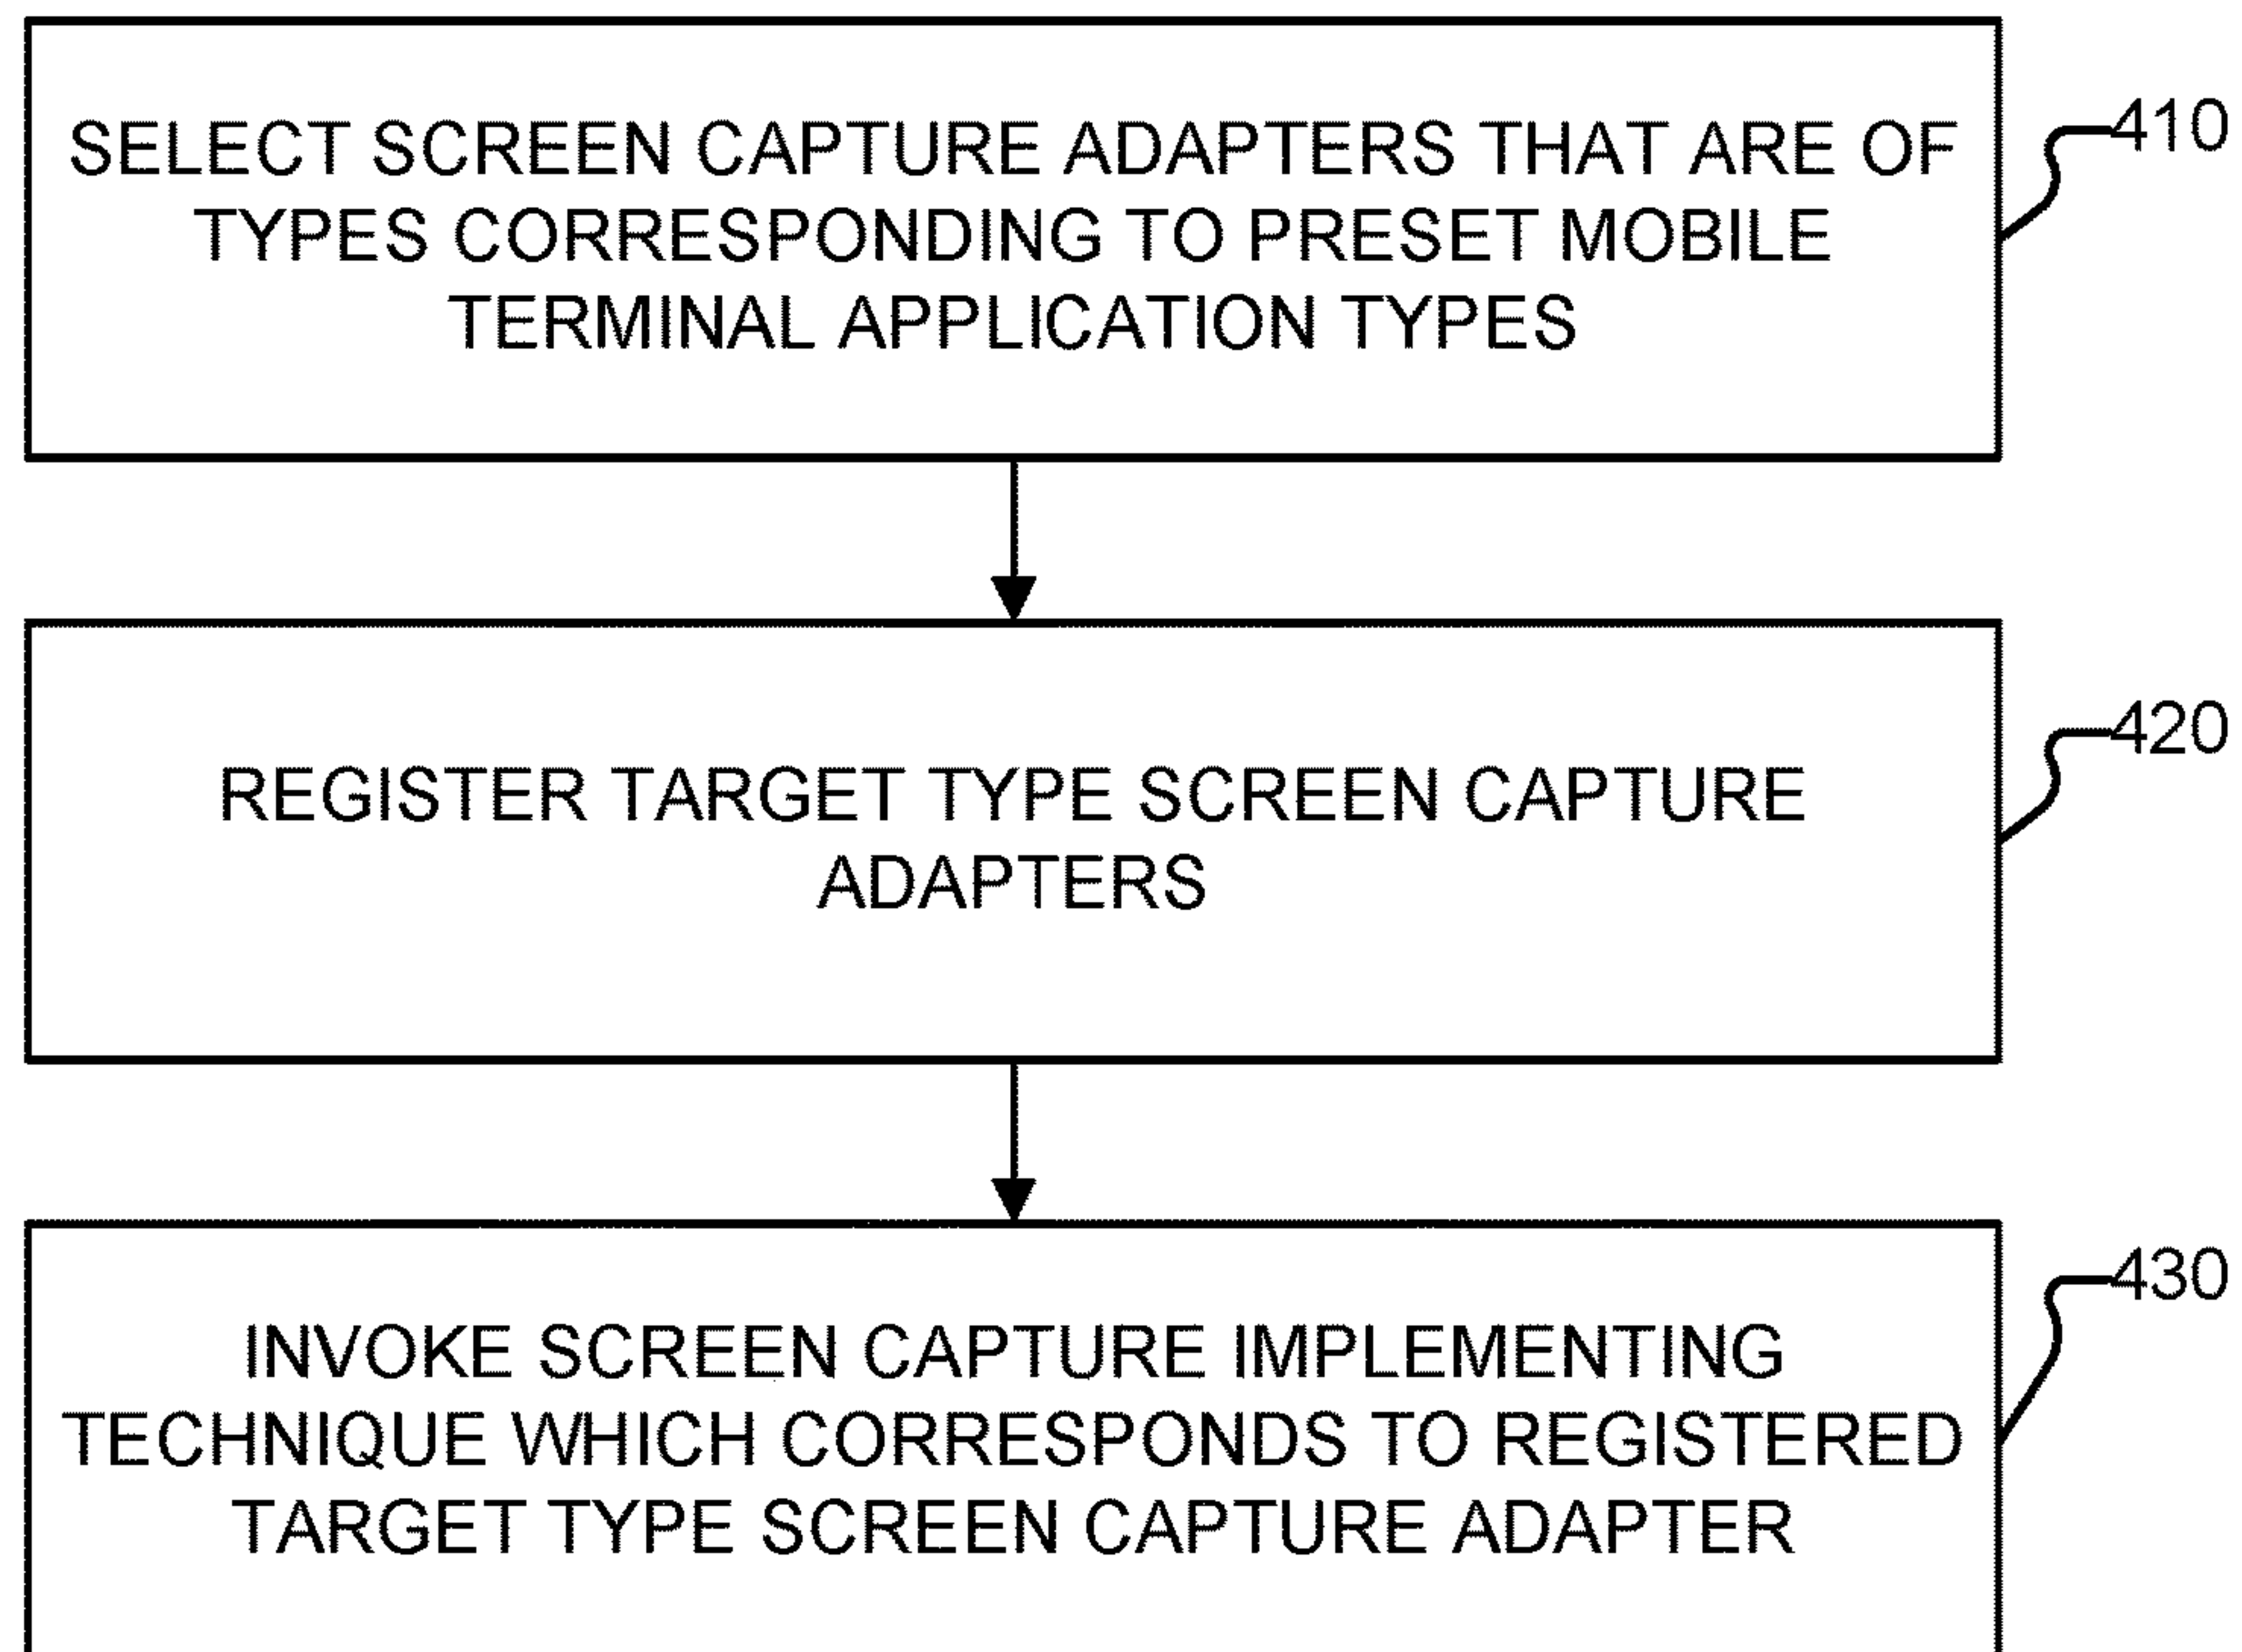 SELECT SCREEN CAPTURE ADAPTERS THAT ARE OF
TYPES CORRESPONDING TO PRESET MOBILE
TERMINAL APPLICATION TYPES
410
REGISTER TARGET TYPE SCREEN CAPTURE
ADAPTERS
420
INVOKE SCREEN CAPTURE IMPLEMENTING
TECHNIQUE WHICH CORRESPONDS TO REGISTERED
TARGET TYPE SCREEN CAPTURE ADAPTER
430